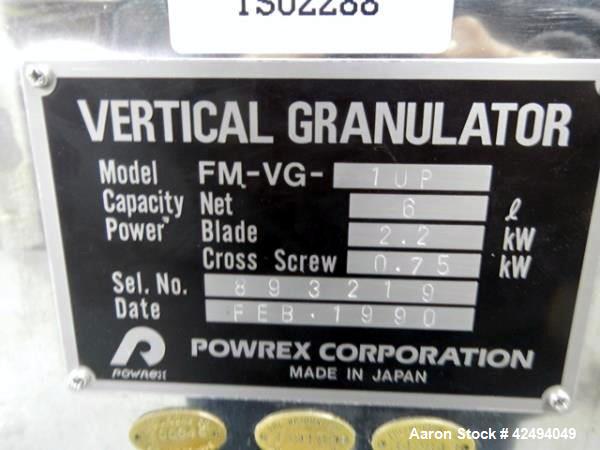 TS02288
VERTICAL GRANULATOR
Model FM-VG- 1UP
Capacity Net 6 ℓ
Power Blade 2.2 kW
Cross Screw 0.75 kW
Sel. No. 893219
Date FEB.1990
POWREX CORPORATION
POWREX
MADE IN JAPAN
Aaron Stock # 42494049